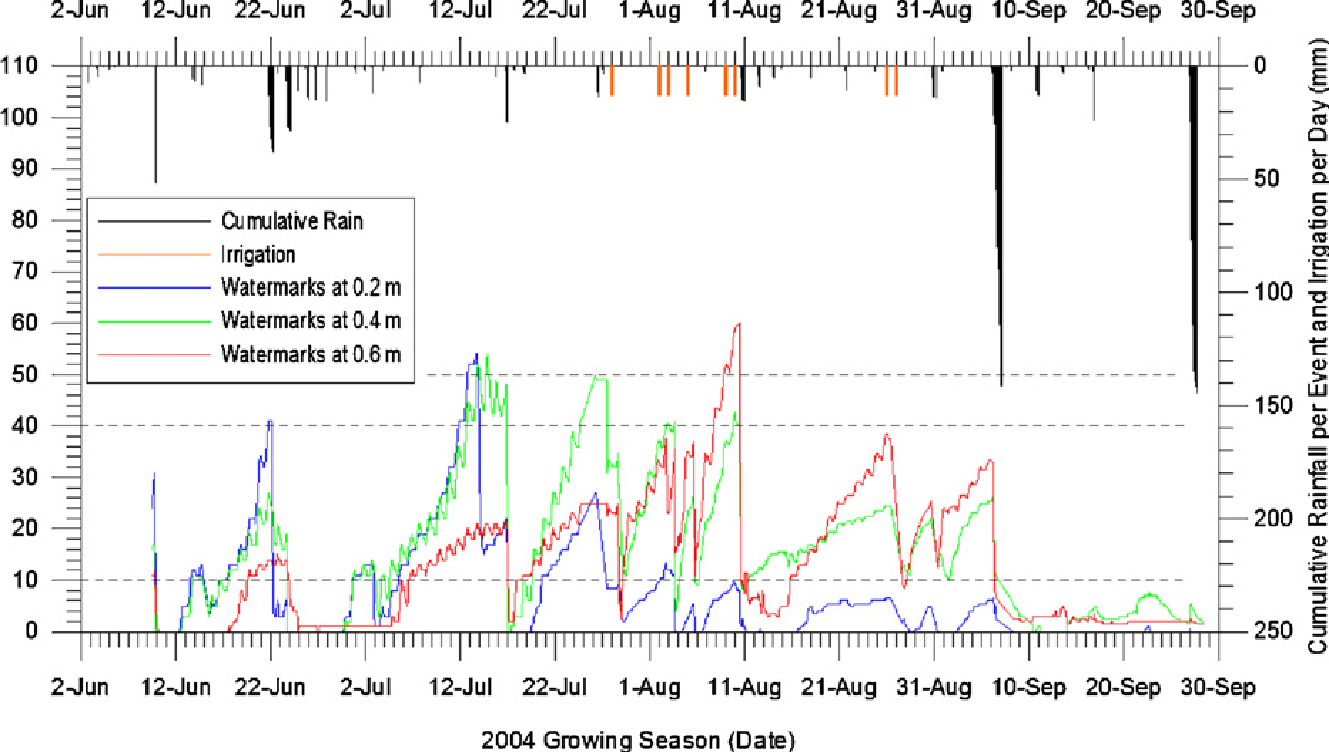 2-Jun 12-Jun 22-Jun 2-Jul 12-Jul 22-Jul 1-Aug 11-Aug 21-Aug 31-Aug 10-Sep 20-Sep 30-Sep
110 0
100
90 50
80
70
100
60
50
150
40
30
200
20
10
0 250
Cumulative Rain
Irrigation
Watermarks at 0.2 m
Watermarks at 0.4 m
Watermarks at 0.6 m
Cumulative Rainfall per Event and Irrigation per Day (mm)
2-Jun 12-Jun 22-Jun 2-Jul 12-Jul 22-Jul 1-Aug 11-Aug 21-Aug 31-Aug 10-Sep 20-Sep 30-Sep
2004 Growing Season (Date)